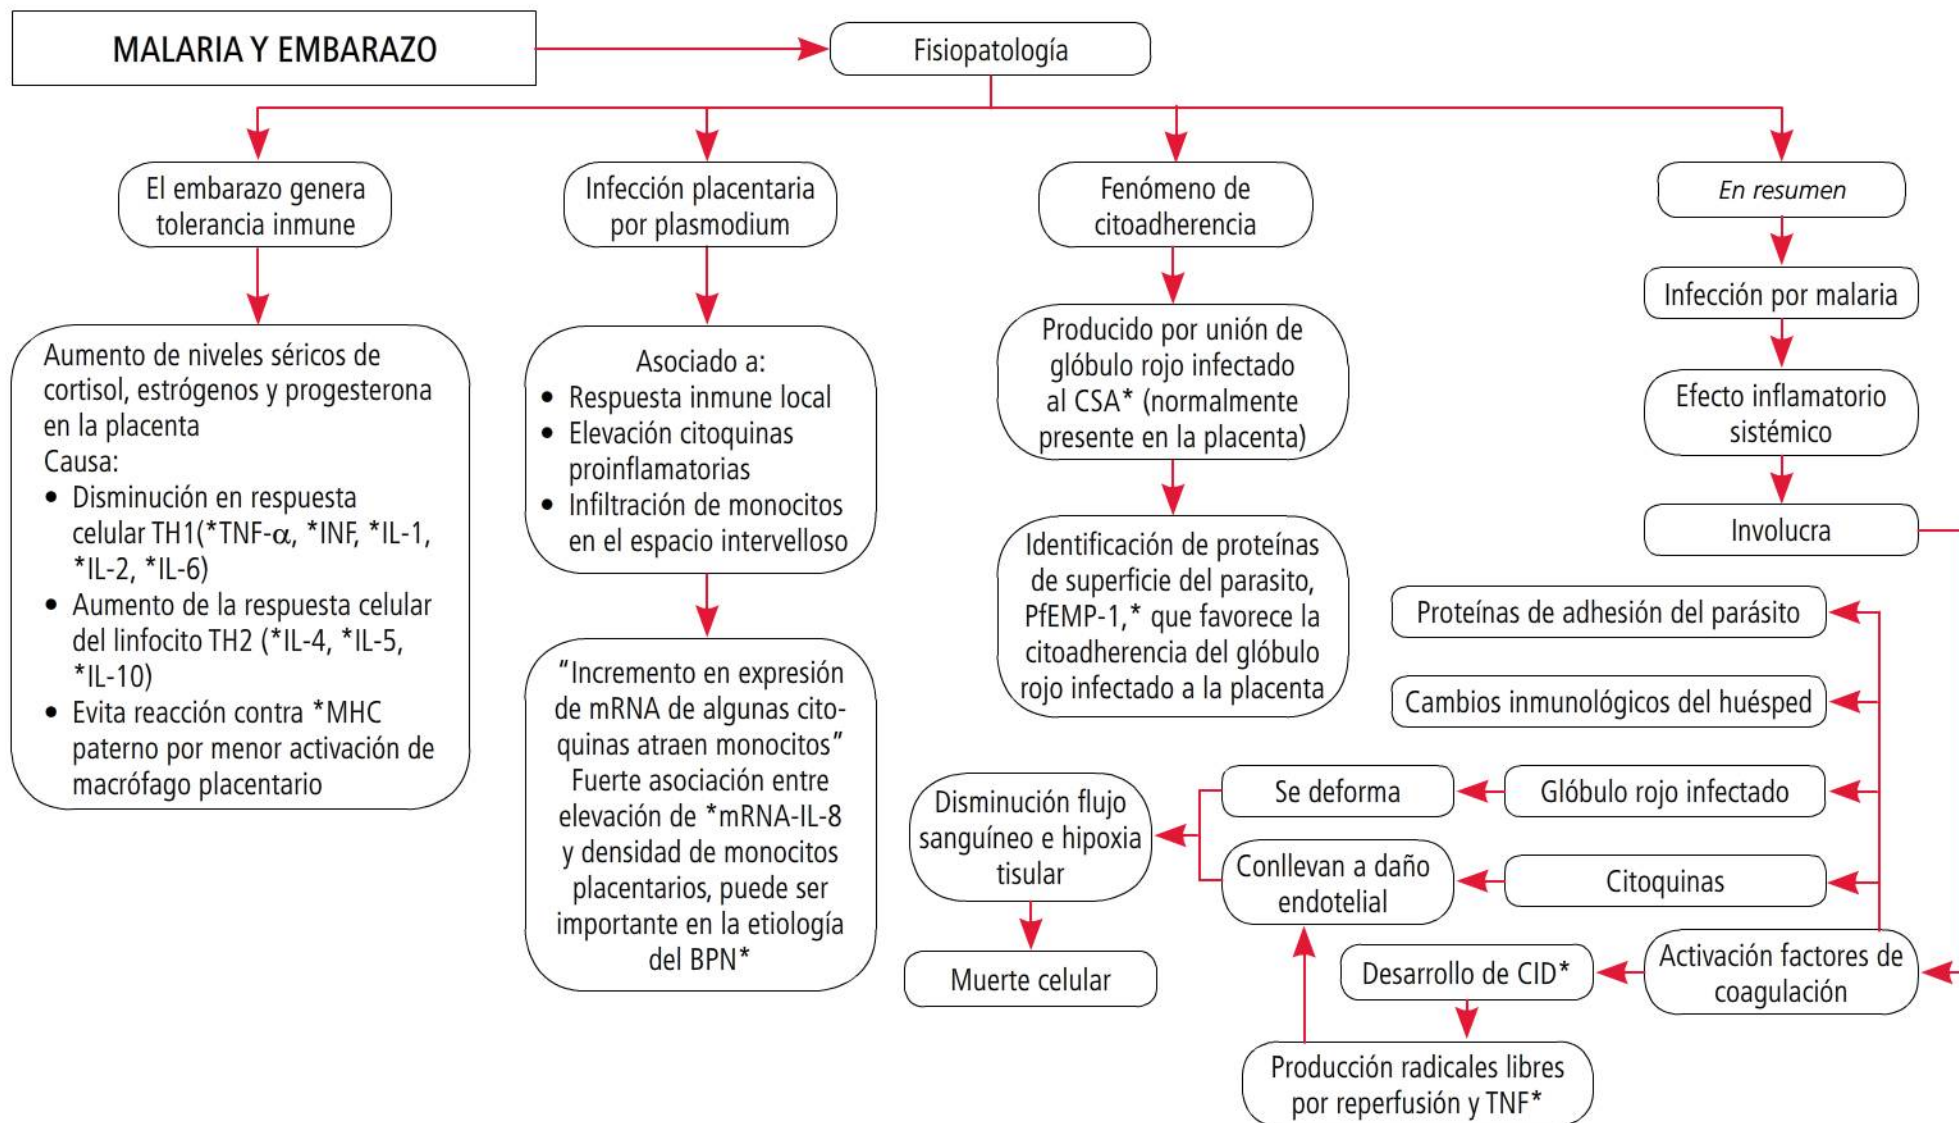 MALARIA Y EMBARAZO
Fisiopatología
El embarazo genera
tolerancia inmune
Aumento de niveles séricos de
cortisol, estrógenos y progesterona
en la placenta
Causa:
• Disminución en respuesta
celular TH1(*TNF-α, *INF, *IL-1,
*IL-2, *IL-6)
• Aumento de la respuesta celular
del linfocito TH2 (*IL-4, *IL-5,
*IL-10)
• Evita reacción contra *MHC
paterno por menor activación de
macrófago placentario
Infección placentaria
por plasmodium
Asociado a:
• Respuesta inmune local
• Elevación citoquinas
proinflamatorias
• Infiltración de monocitos
en el espacio intervelloso
"Incremento en expresión
de mRNA de algunas cito-
quinas atraen monocitos"
Fuerte asociación entre
elevación de *mRNA-IL-8
y densidad de monocitos
placentarios, puede ser
importante en la etiología
del BPN*
Fenómeno de
citoadherencia
Producido por unión de
glóbulo rojo infectado
al CSA* (normalmente
presente en la placenta)
Identificación de proteínas
de superficie del parasito,
PfEMP-1,* que favorece la
citoadherencia del glóbulo
rojo infectado a la placenta
En resumen
Infección por malaria
Efecto inflamatorio
sistémico
Involucra
Proteínas de adhesión del parásito
Cambios inmunológicos del huésped
Glóbulo rojo infectado
Se deforma
Citoquinas
Conllevan a daño
endotelial
Disminución flujo
sanguíneo e hipoxia
tisular
Muerte celular
Activación factores de
coagulación
Desarrollo de CID*
Producción radicales libres
por reperfusión y TNF*